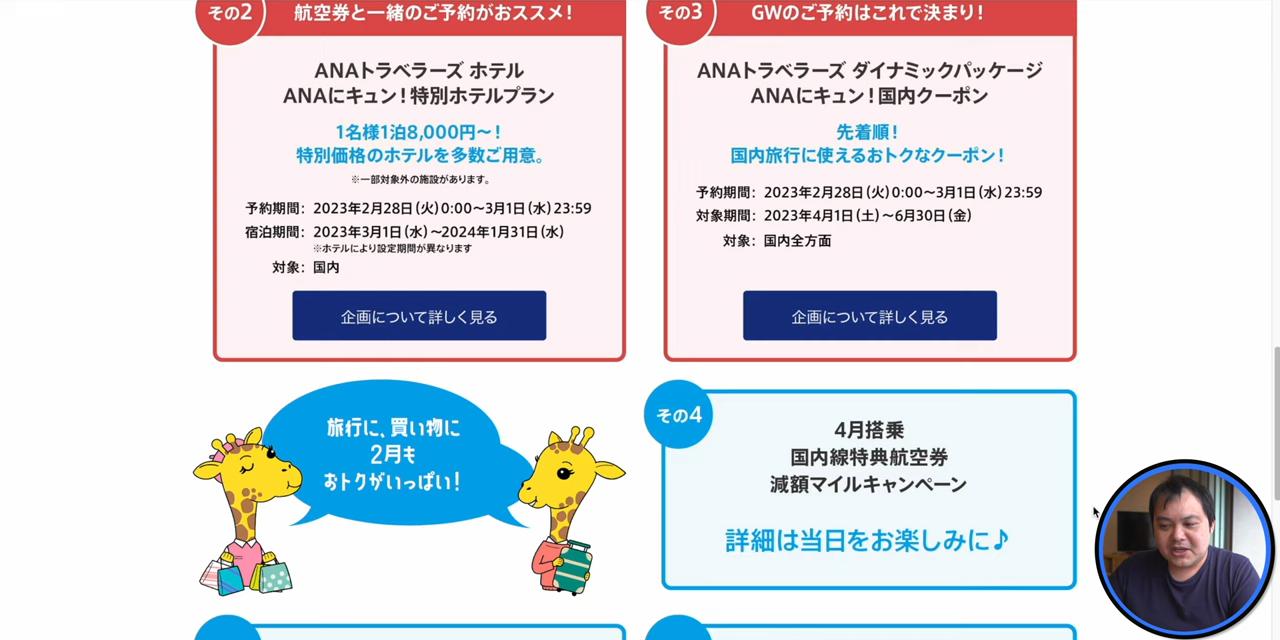 その2
航空券と一緒のご予約がおススメ!
ANAトラベラーズ ホテル
ANAにキュン!特別ホテルプラン
1名様1泊8,000円～!
特別価格のホテルを多数ご用意。
※一部対象外の施設があります。
予約期間: 2023年2月28日(火)0:00～3月1日(水)23:59
宿泊期間: 2023年3月1日(水)～2024年1月31日(水)
※ホテルにより設定期間が異なります
対象: 国内
企画について詳しく見る
その3
GWのご予約はこれで決まり!
ANAトラベラーズ ダイナミックパッケージ
ANAにキュン!国内クーポン
先着順!
国内旅行に使えるおトクなクーポン!
予約期間: 2023年2月28日(火)0:00～3月1日(水)23:59
対象期間: 2023年4月1日(土)～6月30日(金)
対象: 国内全方面
企画について詳しく見る
旅行に、買い物に
2月も
おトクがいっぱい!
その4
4月搭乗
国内線特典航空券
減額マイルキャンペーン
詳細は当日をお楽しみに♪